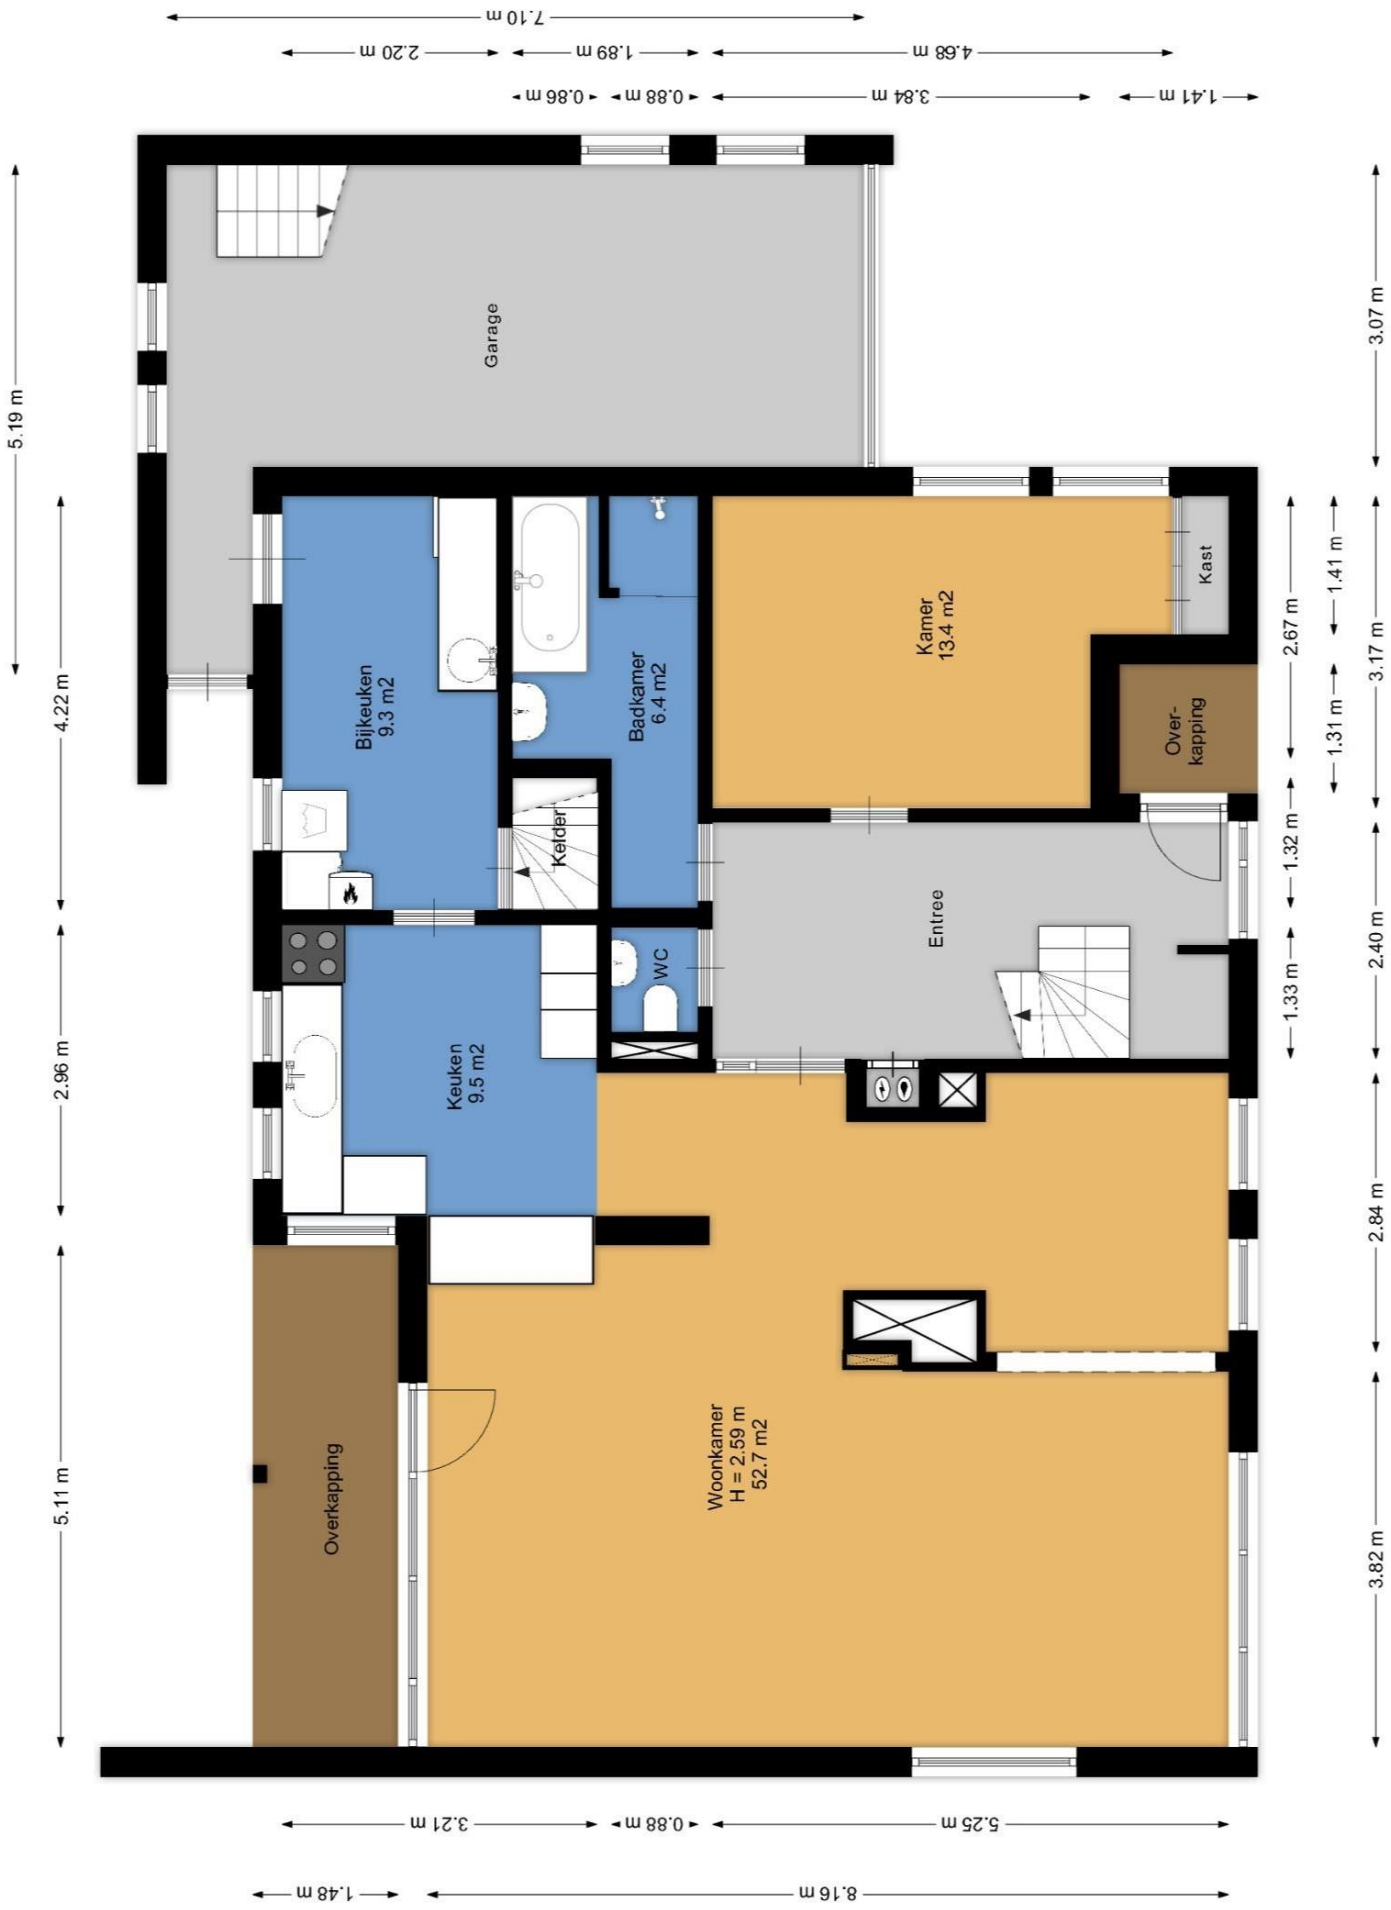 7.10 m
2.20 m
1.89 m
4.68 m
0.86 m
0.88 m
3.84 m
1.41 m
5.19 m
4.22 m
2.96 m
5.11 m
Garage
Bijkeuken
9.3 m2
Badkamer
6.4 m2
Kamer
13.4 m2
Kast
Over-
kapping
Kelder
Entree
WC
Keuken
9.5 m2
Overkapping
Woonkamer
H = 2.59 m
52.7 m2
2.67 m
1.32 m
1.33 m
1.41 m
1.31 m
3.07 m
3.17 m
2.40 m
2.84 m
3.82 m
3.21 m
0.88 m
5.25 m
1.48 m
8.16 m